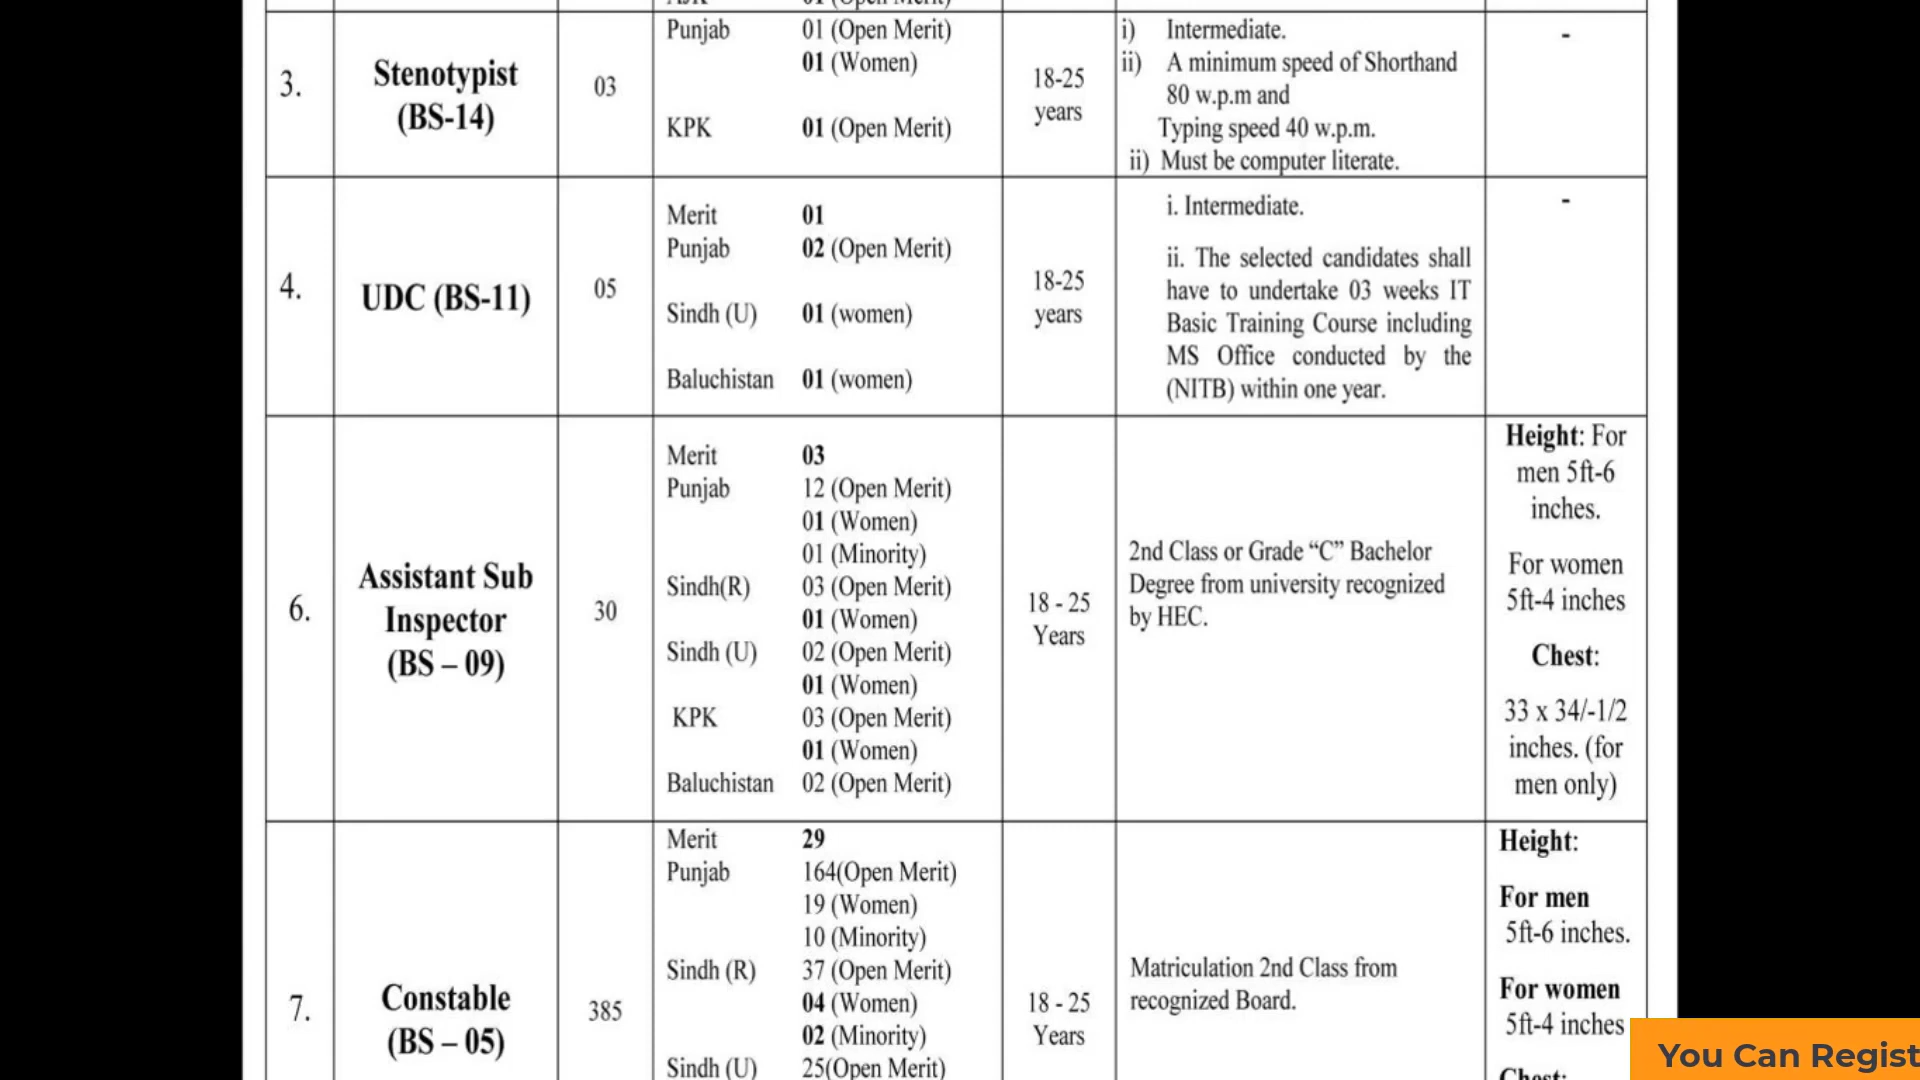 AJK 01 (Open Merit)
3.
Stenotypist
(BS-14)
03
Punjab 01 (Open Merit)
01 (Women)
KPK 01 (Open Merit)
18-25
years
i) Intermediate.
ii) A minimum speed of Shorthand
80 w.p.m and
Typing speed 40 w.p.m.
ii) Must be computer literate.
-
4.
UDC (BS-11)
05
Merit 01
Punjab 02 (Open Merit)
Sindh (U) 01 (women)
Baluchistan 01 (women)
18-25
years
i. Intermediate.
ii. The selected candidates shall
have to undertake 03 weeks IT
Basic Training Course including
MS Office conducted by the
(NITB) within one year.
-
6.
Assistant Sub
Inspector
(BS – 09)
30
Merit 03
Punjab 12 (Open Merit)
01 (Women)
01 (Minority)
Sindh(R) 03 (Open Merit)
01 (Women)
Sindh (U) 02 (Open Merit)
01 (Women)
KPK 03 (Open Merit)
01 (Women)
Baluchistan 02 (Open Merit)
18 - 25
Years
2nd Class or Grade “C” Bachelor
Degree from university recognized
by HEC.
Height: For
men 5ft-6
inches.
For women
5ft-4 inches
Chest:
33 x 34/-1/2
inches. (for
men only)
7.
Constable
(BS – 05)
385
Merit 29
Punjab 164(Open Merit)
19 (Women)
10 (Minority)
Sindh (R) 37 (Open Merit)
04 (Women)
02 (Minority)
Sindh (U) 25(Open Merit)
18 - 25
Years
Matriculation 2nd Class from
recognized Board.
Height:
For men
5ft-6 inches.
For women
5ft-4 inches
Chest:
You Can Regist